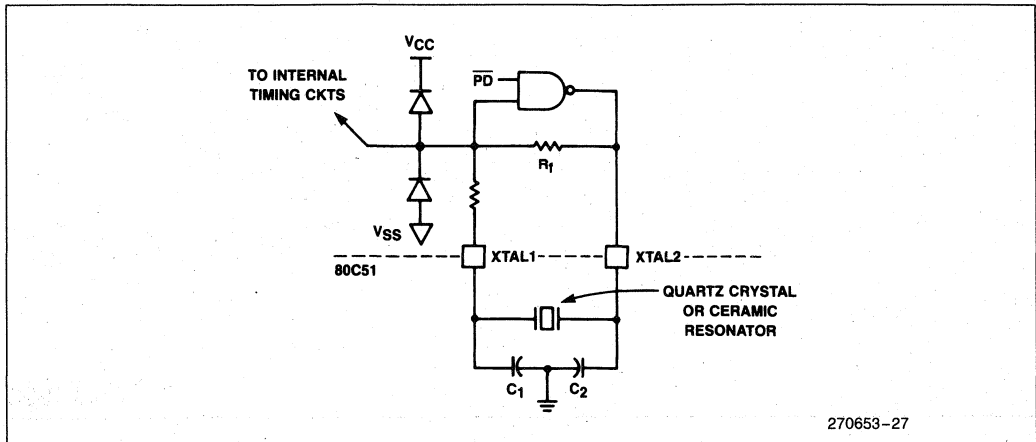 VCC
TO INTERNAL
TIMING CKTS
PD
Rf
VSS
80C51
XTAL1
XTAL2
QUARTZ CRYSTAL
OR CERAMIC
RESONATOR
C1
C2
270653-27